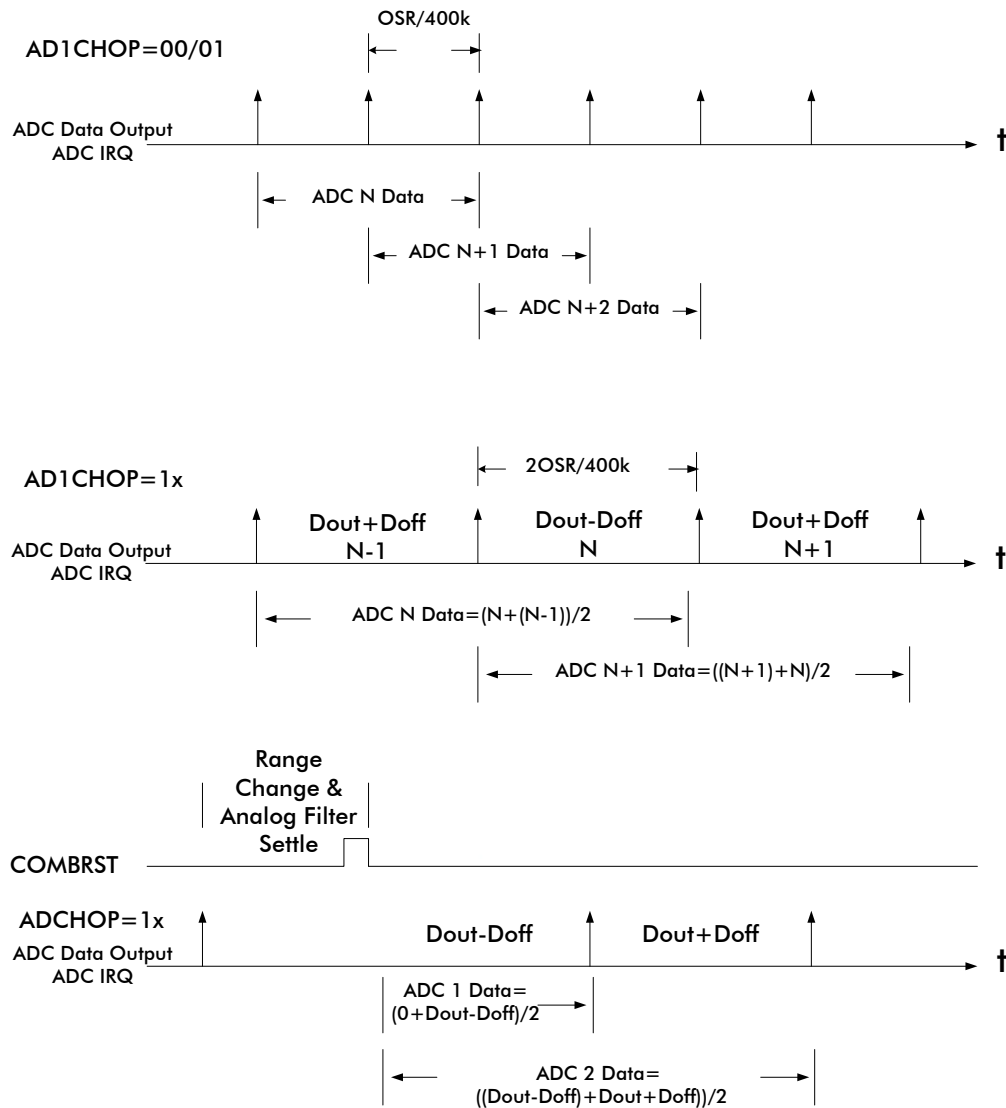 OSR/400k
AD1CHOP=00/01
ADC Data Output
ADC IRQ
t
ADC N Data
ADC N+1 Data
ADC N+2 Data
2OSR/400k
AD1CHOP=1x
Dout+Doff
N-1
Dout-Doff
N
Dout+Doff
N+1
ADC Data Output
ADC IRQ
t
ADC N Data=(N+(N-1))/2
ADC N+1 Data=((N+1)+N)/2
Range
Change &
Analog Filter
Settle
COMBRST
ADCHOP=1x
Dout-Doff
Dout+Doff
ADC Data Output
ADC IRQ
t
ADC 1 Data=
(0+Dout-Doff)/2
ADC 2 Data=
((Dout-Doff)+Dout+Doff))/2